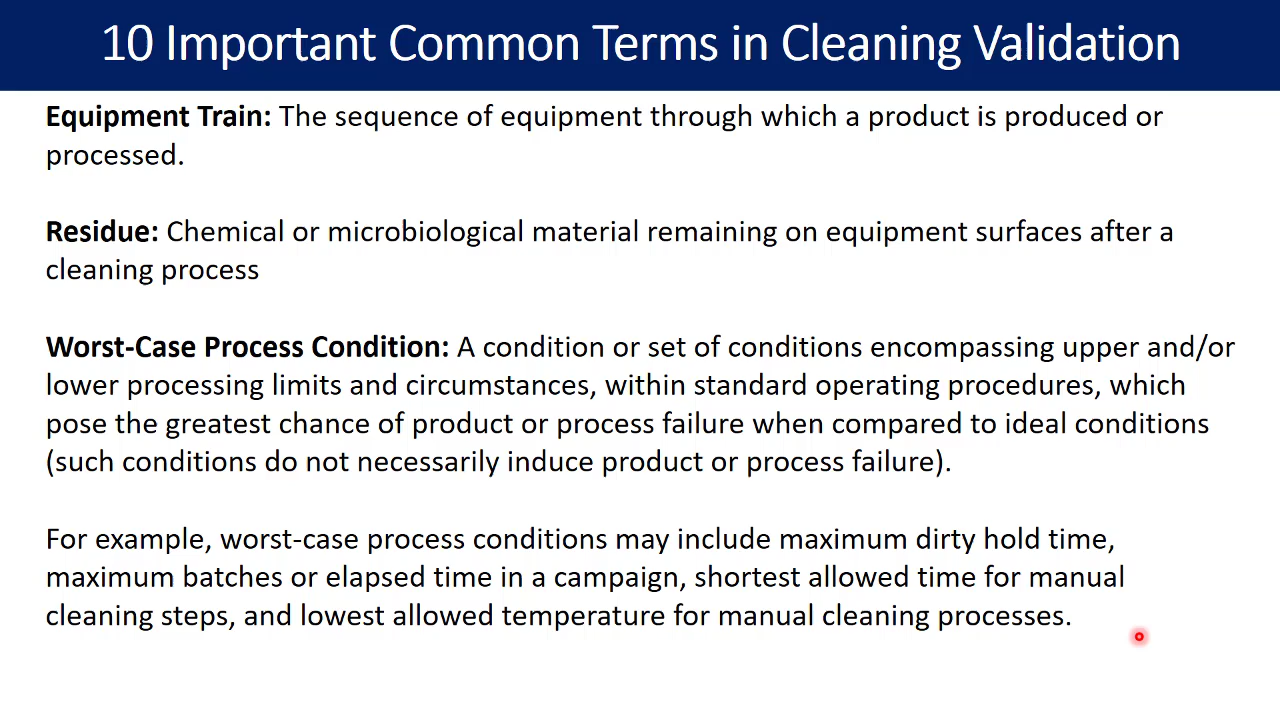 10 Important Common Terms in Cleaning Validation
Equipment Train: The sequence of equipment through which a product is produced or
processed.
Residue: Chemical or microbiological material remaining on equipment surfaces after a
cleaning process
Worst-Case Process Condition: A condition or set of conditions encompassing upper and/or
lower processing limits and circumstances, within standard operating procedures, which
pose the greatest chance of product or process failure when compared to ideal conditions
(such conditions do not necessarily induce product or process failure).
For example, worst-case process conditions may include maximum dirty hold time,
maximum batches or elapsed time in a campaign, shortest allowed time for manual
cleaning steps, and lowest allowed temperature for manual cleaning processes.